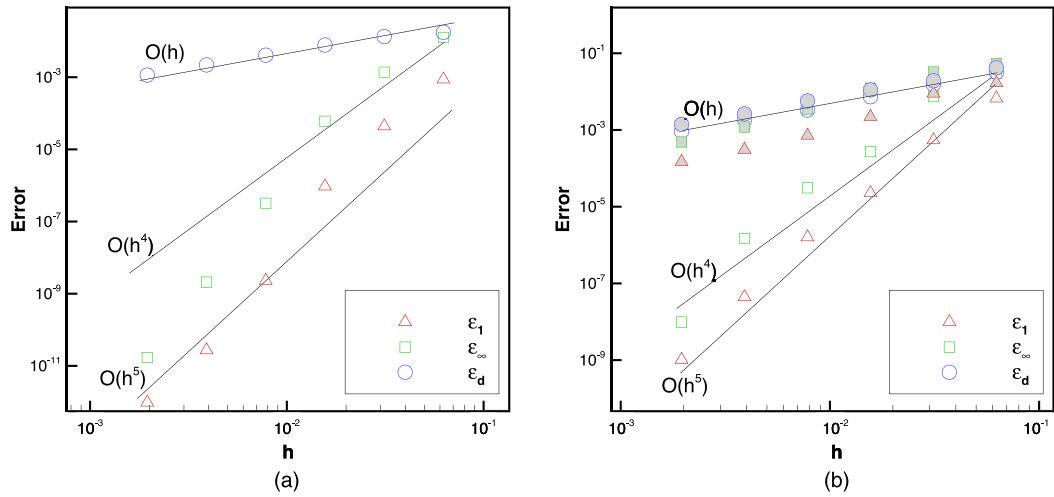 10⁻³
10⁻⁵
10⁻⁷
10⁻⁹
10⁻¹¹
Error
O(h)
O(h⁴)
O(h⁵)
ε₁
ε∞
ε_d
10⁻³
10⁻²
10⁻¹
h
(a)
10⁻¹
10⁻³
10⁻⁵
10⁻⁷
10⁻⁹
Error
O(h)
O(h⁴)
O(h⁵)
ε₁
ε∞
ε_d
10⁻³
10⁻²
10⁻¹
h
(b)